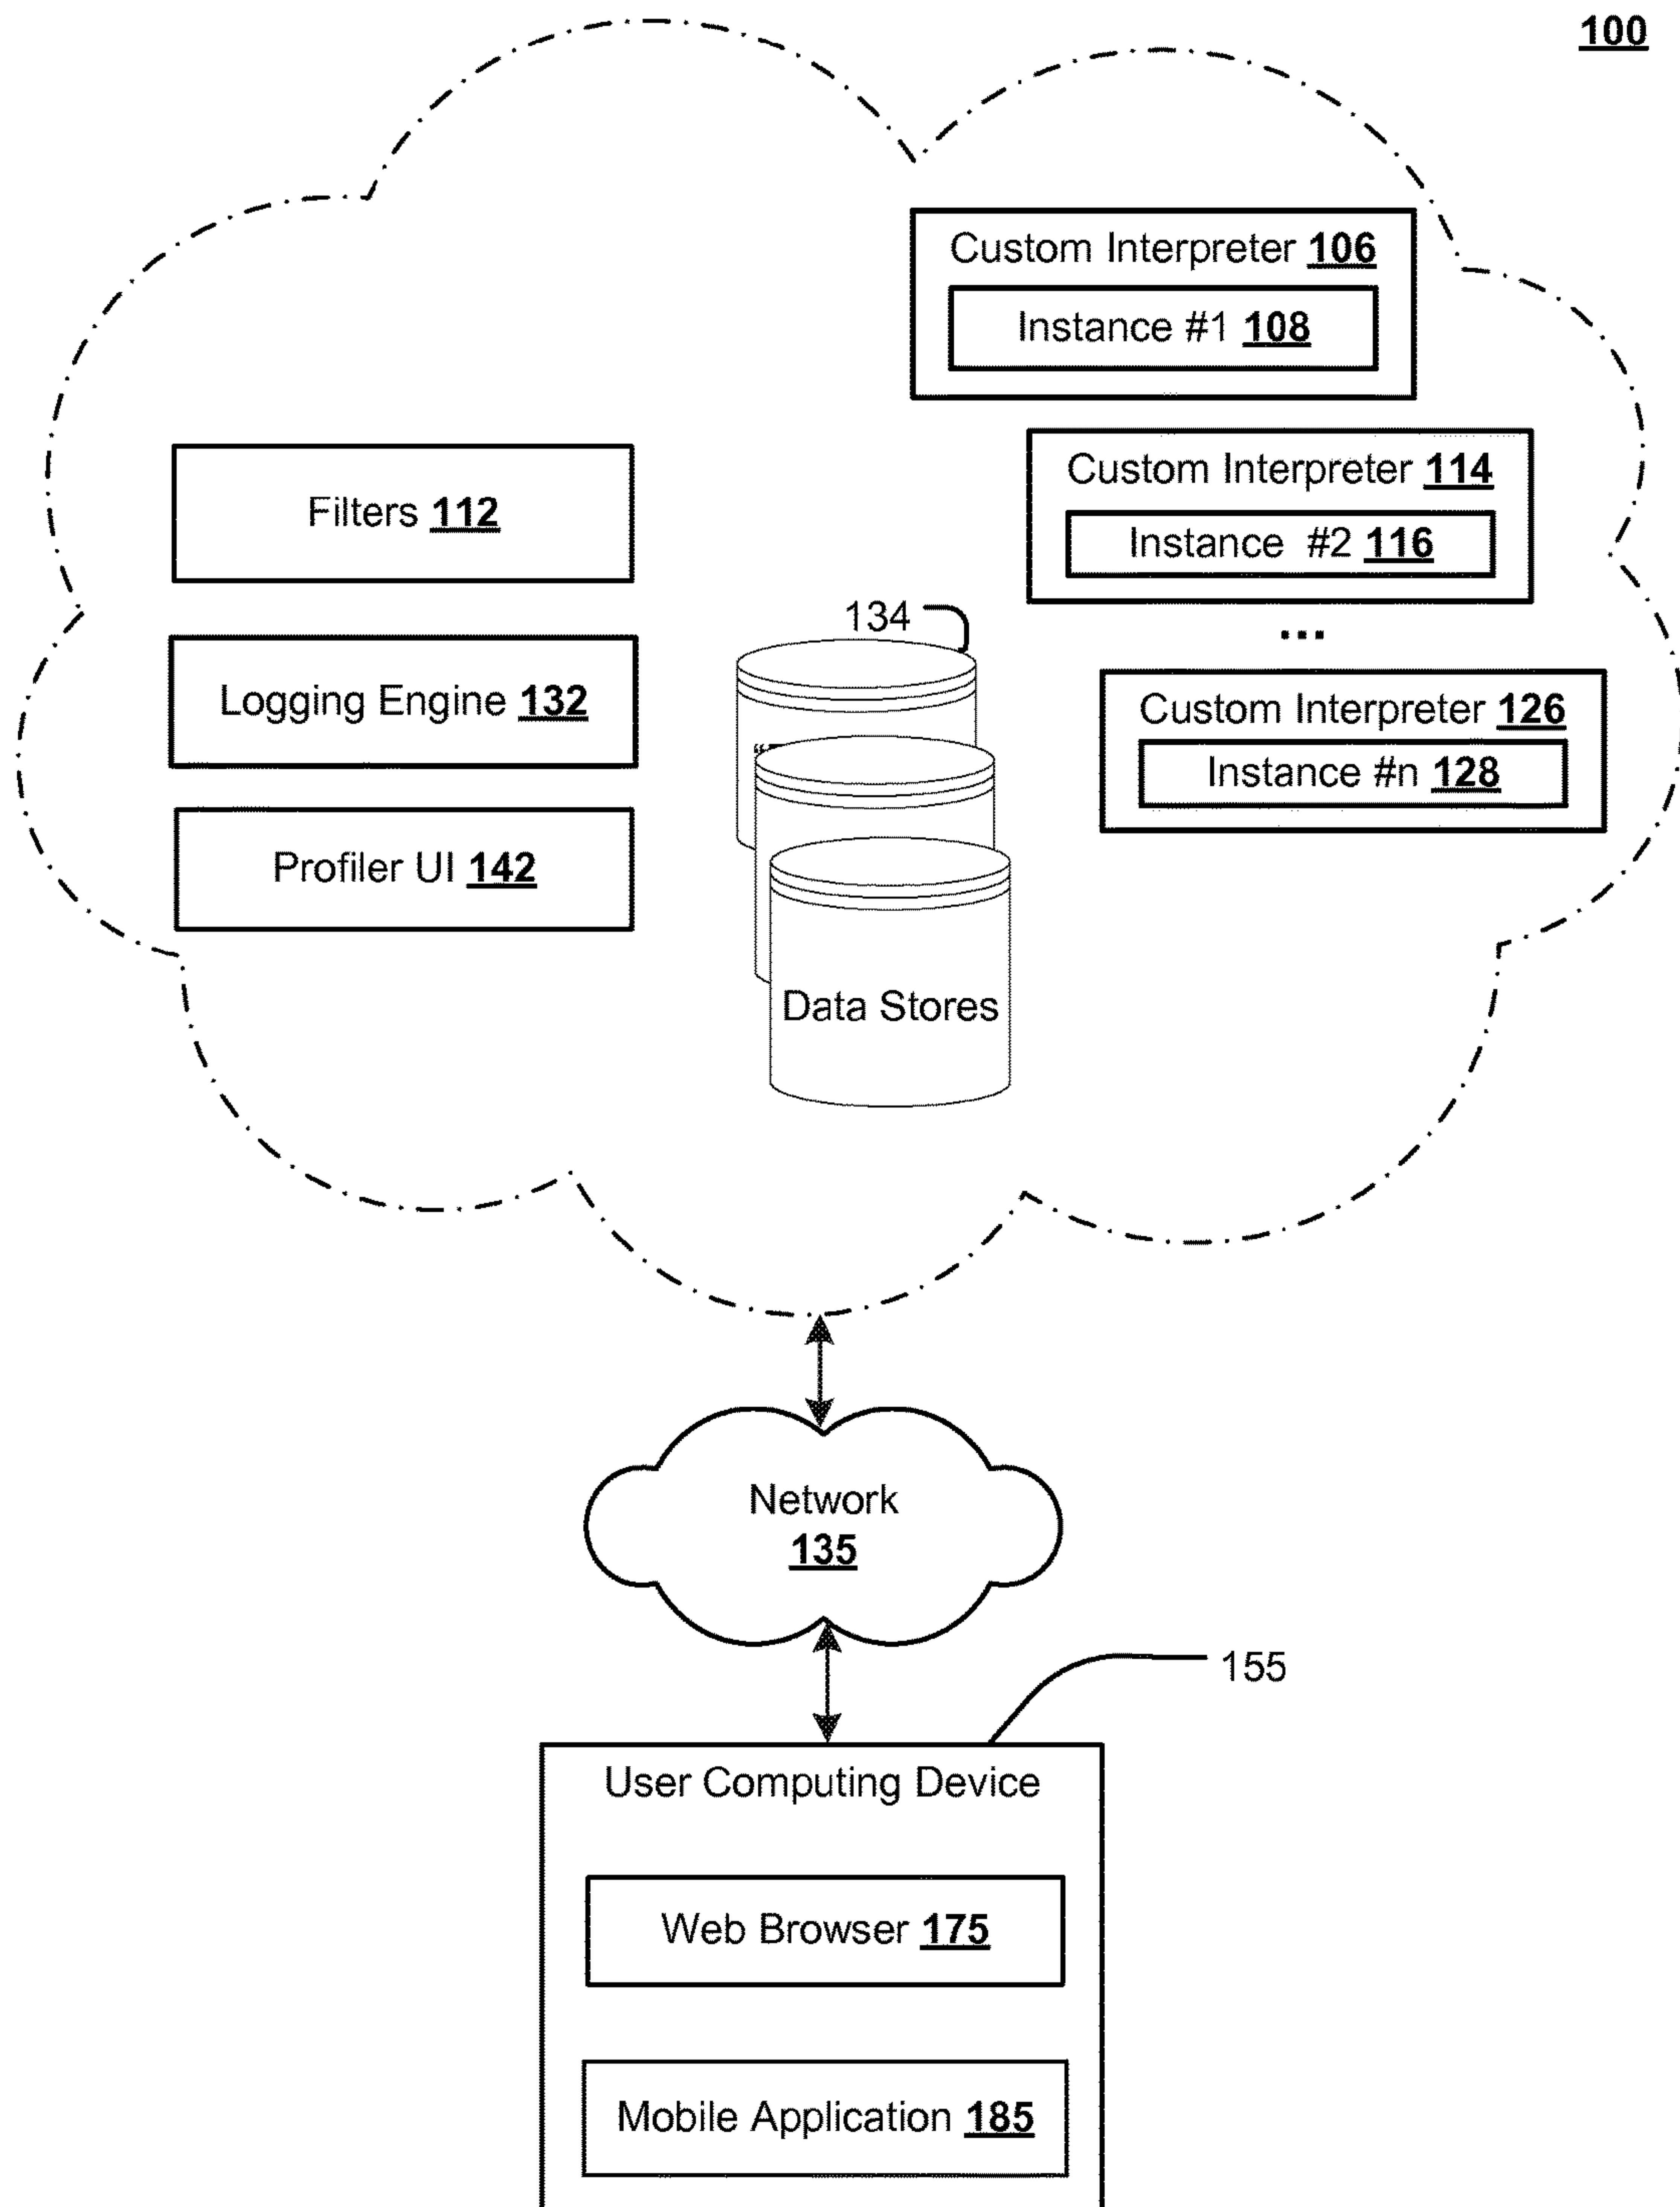 100
Custom Interpreter 106
Instance #1 108
Custom Interpreter 114
Instance  #2 116
...
Custom Interpreter 126
Instance #n 128
Filters 112
Logging Engine 132
Profiler UI 142
134
Data Stores
Network
135
155
User Computing Device
Web Browser 175
Mobile Application 185